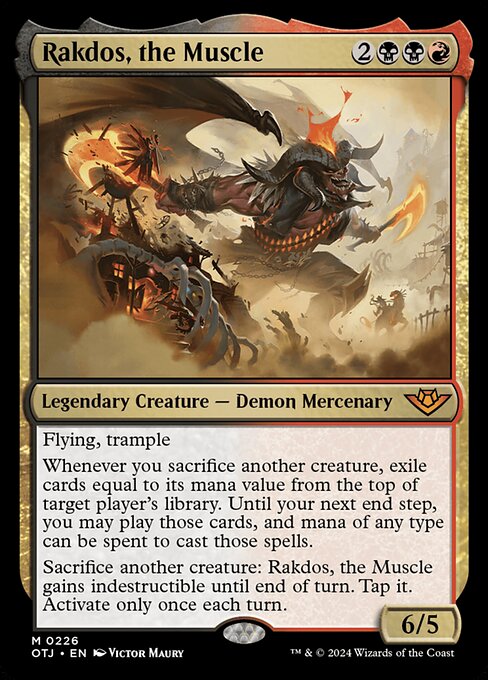 Rakdos, the Muscle 2
Legendary Creature — Demon Mercenary
Flying, trample
Whenever you sacrifice another creature, exile
cards equal to its mana value from the top of
target player's library. Until your next end step,
you may play those cards, and mana of any type
can be spent to cast those spells.
Sacrifice another creature: Rakdos, the Muscle
gains indestructible until end of turn. Tap it.
Activate only once each turn.
6/5
M 0226
OTJ • EN Victor Maury
™ & © 2024 Wizards of the Coast